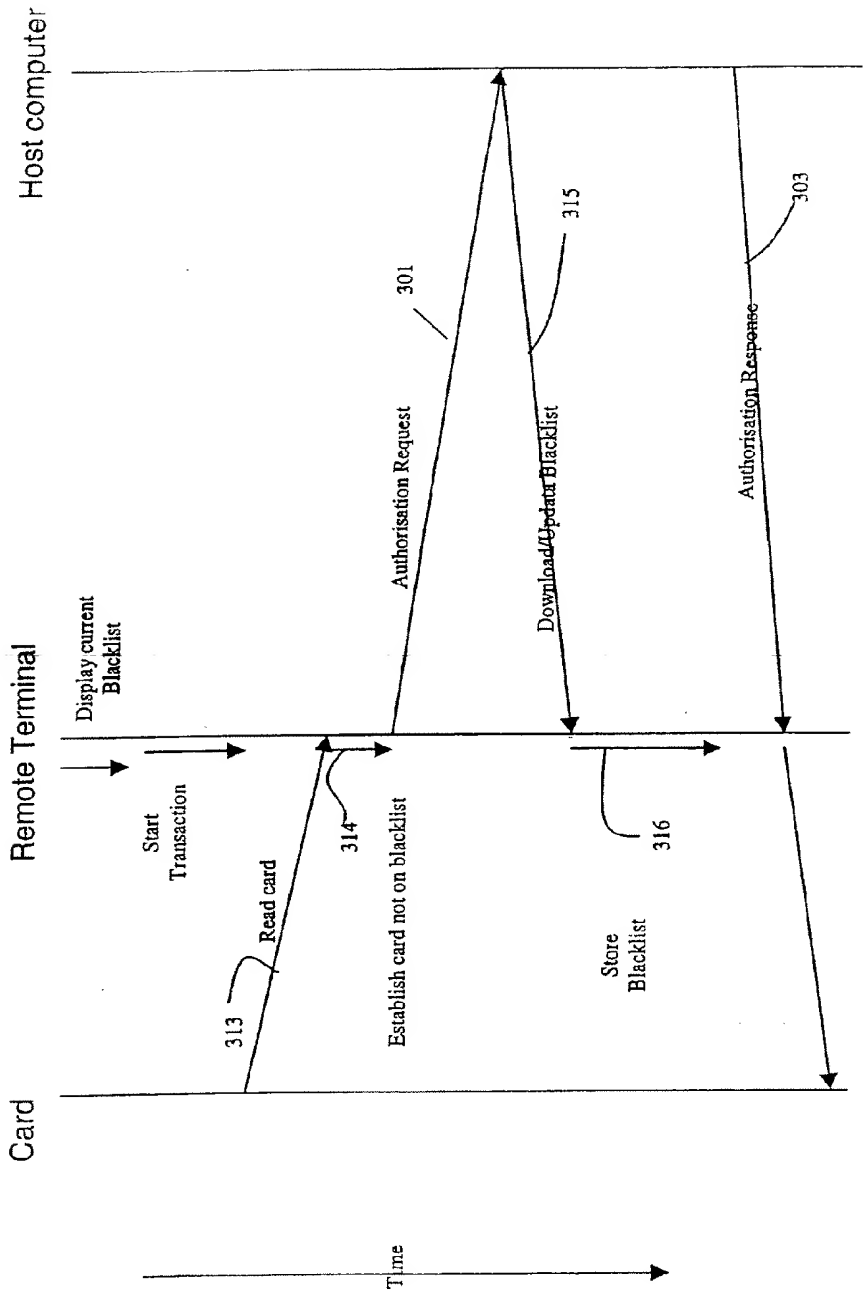 Card
Remote Terminal
Host computer
Display current
Blacklist
Start
Transaction
313
Read card
314
Establish card not on blacklist
Authorisation Request
301
Download/Updata Blacklist
315
Store
Blacklist
316
Authorisation Response
303
Time